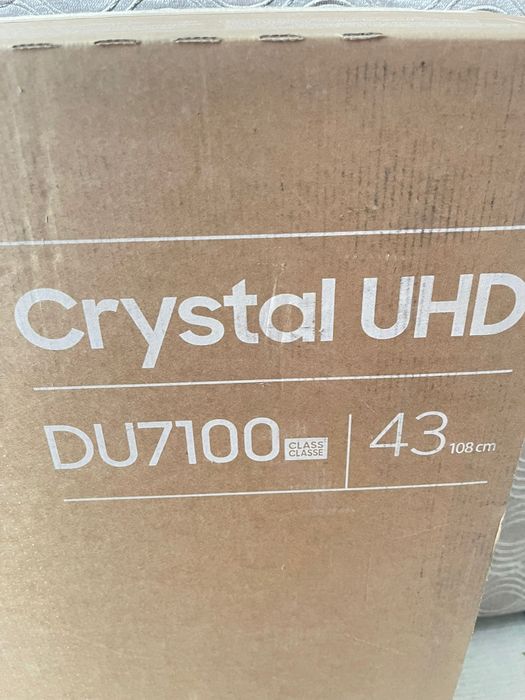 Crystal UHD
DU7100 CLASS CLASSE 43 108 cm